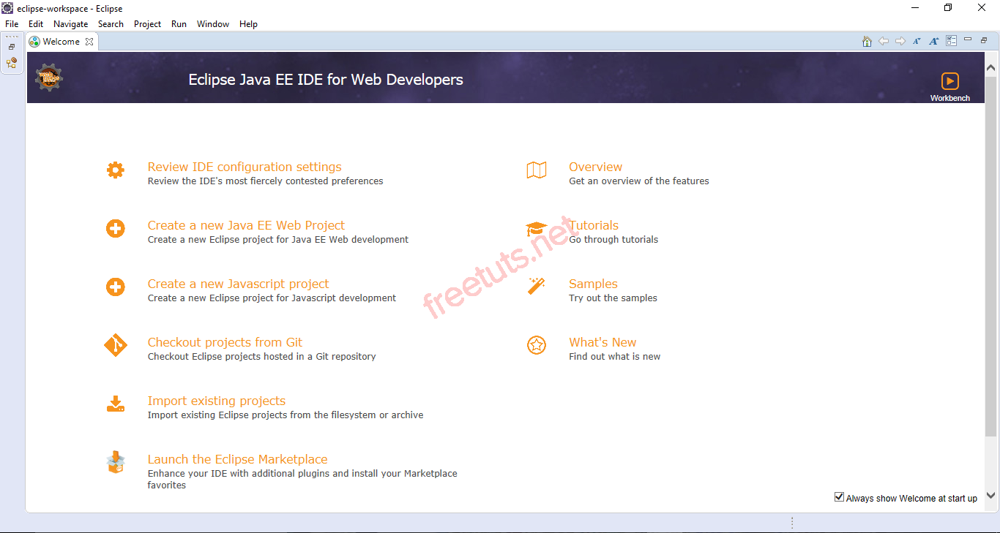 eclipse-workspace - Eclipse
File Edit Navigate Search Project Run Window Help
Welcome
Eclipse Java EE IDE for Web Developers
Workbench
Review IDE configuration settings
Review the IDE's most fiercely contested preferences
Overview
Get an overview of the features
Create a new Java EE Web Project
Create a new Eclipse project for Java EE Web development
Tutorials
Go through tutorials
Create a new Javascript project
Create a new Eclipse project for Javascript development
Samples
Try out the samples
freetuts.net
Checkout projects from Git
Checkout Eclipse projects hosted in a Git repository
What's New
Find out what is new
Import existing projects
Import existing Eclipse projects from the filesystem or archive
Launch the Eclipse Marketplace
Enhance your IDE with additional plugins and install your Marketplace
favorites
Always show Welcome at start up